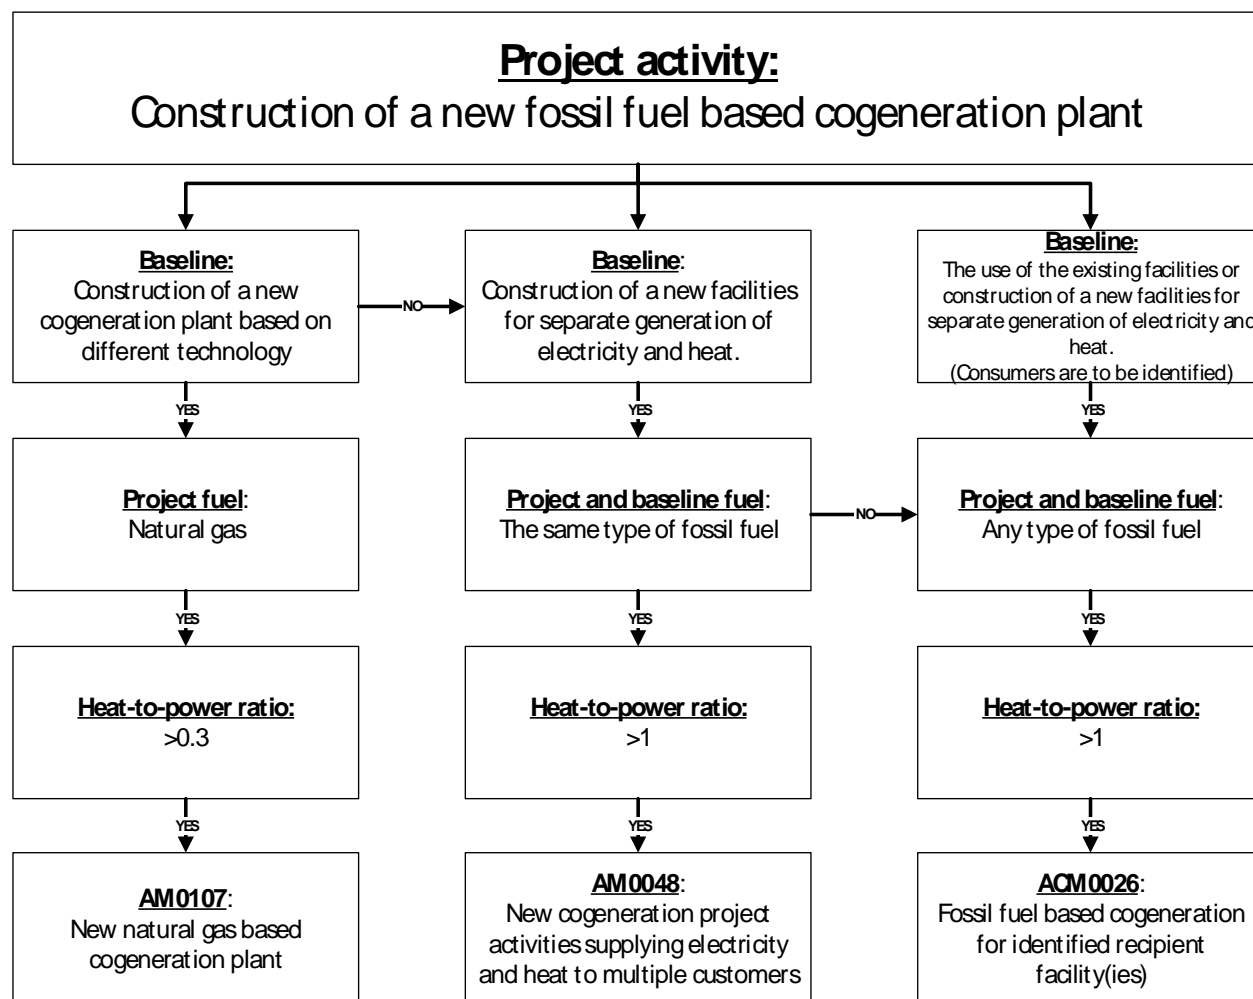 Project activity:
Construction of a new fossil fuel based cogeneration plant
Baseline:
Construction of a new
cogeneration plant based on
different technology
NO
Baseline:
Construction of a new facilities
for separate generation of
electricity and heat.
Baseline:
The use of the existing facilities or
construction of a new facilities for
separate generation of electricity and
heat.
(Consumers are to be identified)
YES
YES
YES
Project fuel:
Natural gas
Project and baseline fuel:
The same type of fossil fuel
NO
Project and baseline fuel:
Any type of fossil fuel
YES
YES
YES
Heat-to-power ratio:
>0.3
Heat-to-power ratio:
>1
Heat-to-power ratio:
>1
YES
YES
YES
AM0107:
New natural gas based
cogeneration plant
AM0048:
New cogeneration project
activities supplying electricity
and heat to multiple customers
ACM0026:
Fossil fuel based cogeneration
for identified recipient
facility(ies)